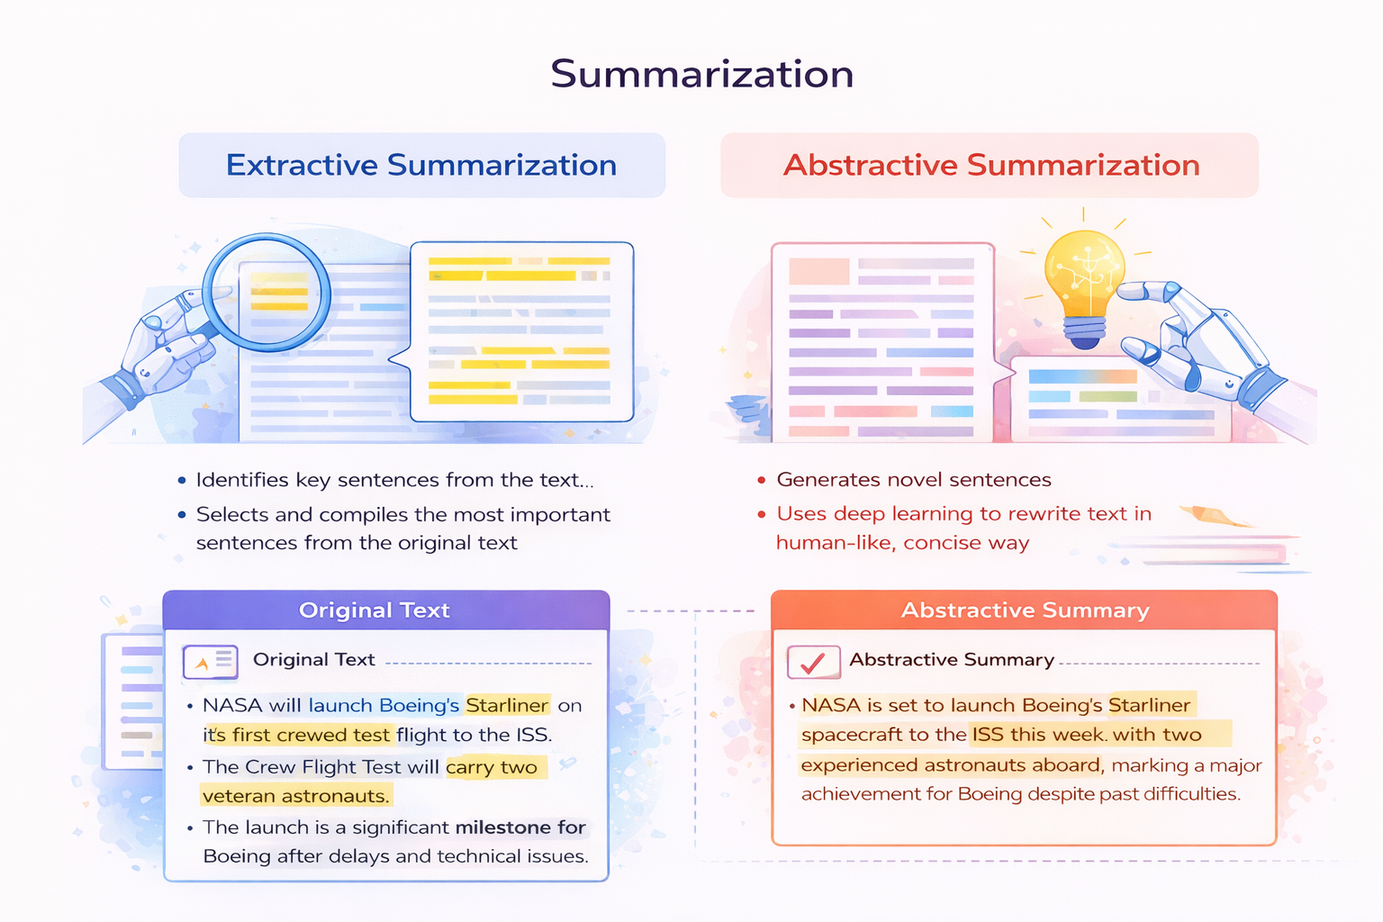 Summarization
Extractive Summarization
Abstractive Summarization
• Identifies key sentences from the text...
• Selects and compiles the most important
sentences from the original text
• Generates novel sentences
• Uses deep learning to rewrite text in
human-like, concise way
Original Text
Original Text
• NASA will launch Boeing's Starliner on
it's first crewed test flight to the ISS.
• The Crew Flight Test will carry two
veteran astronauts.
• The launch is a significant milestone for
Boeing after delays and technical issues.
Abstractive Summary
Abstractive Summary
• NASA is set to launch Boeing's Starliner
spacecraft to the ISS this week. with two
experienced astronauts aboard, marking a major
achievement for Boeing despite past difficulties.